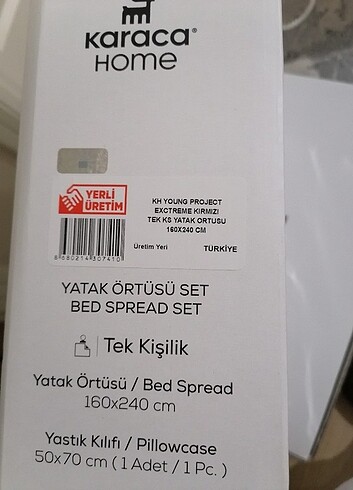 Karaca®
HOME
YERLİ
ÜRETİM
KH YOUNG PROJECT
EXCTREME KIRMIZI
TEK KS YATAK ORTUSU
160X240 CM
8680214307410
Üretim Yeri TÜRKİYE
YATAK ÖRTÜSÜ SET
BED SPREAD SET
Tek Kişilik
Yatak Örtüsü / Bed Spread
160x240 cm
Yastık Kılıfı / Pillowcase
50x70 cm ( 1 Adet / 1 Pc. )